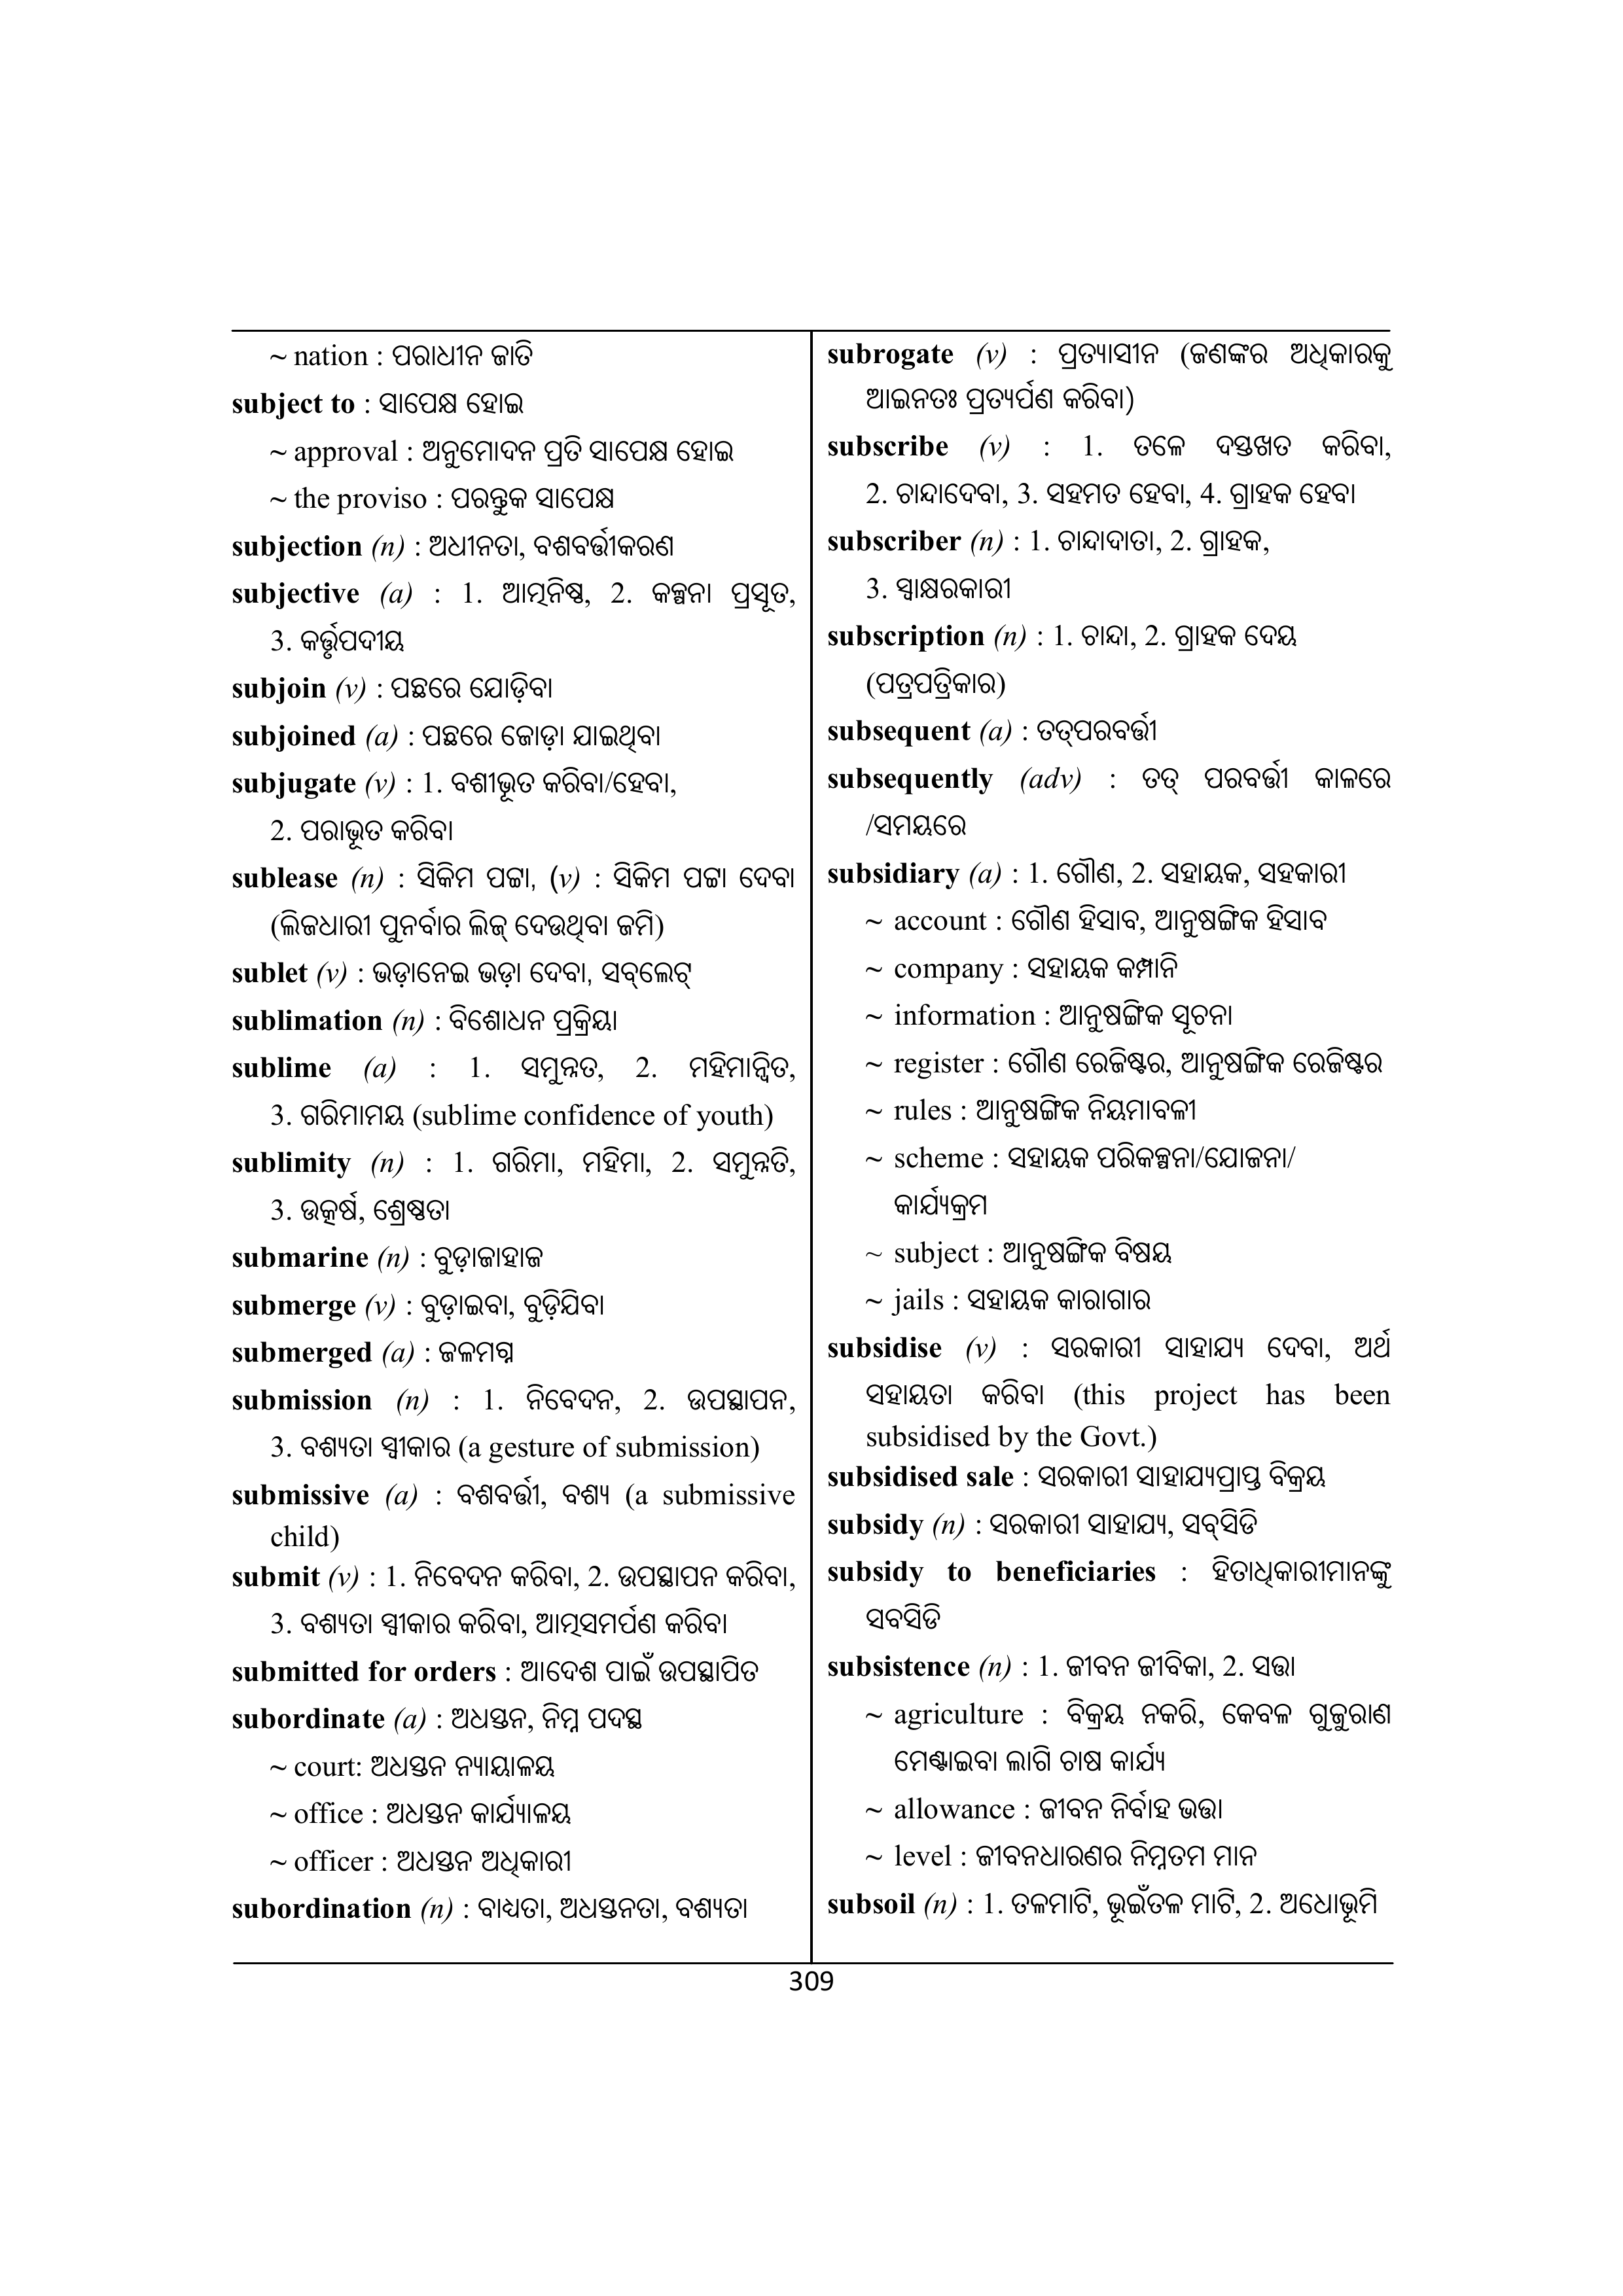 ~ nation : ପରାଧୀନ ଜାତି
subject to : ସାପେକ୍ଷ ହୋଇ
~ approval : ଅନୁମୋଦନ ପ୍ରତି ସାପେକ୍ଷ ହୋଇ
~ the proviso : ପରନ୍ତୁକ ସାପେକ୍ଷ
subjection (n) : ଅଧୀନତା, ବଶବର୍ତ୍ତୀକରଣ
subjective (a) : 1. ଆତ୍ମନିଷ୍ଠ, 2. କଳ୍ପନା ପ୍ରସୂତ,
3. କର୍ତ୍ତୃପଦୀୟ
subjoin (v) : ପଛରେ ଯୋଡ଼ିବା
subjoined (a) : ପଛରେ ଜୋଡ଼ା ଯାଇଥିବା
subjugate (v) : 1. ବଶୀଭୂତ କରିବା/ହେବା,
2. ପରାଭୂତ କରିବା
sublease (n) : ସିକିମ ପଟ୍ଟା, (v) : ସିକିମ ପଟ୍ଟା ଦେବା
(ଲିଜଧାରୀ ପୁନର୍ବାର ଲିଜ୍ ଦେଉଥିବା ଜମି)
sublet (v) : ଭଡ଼ାନେଇ ଭଡ଼ା ଦେବା, ସବ୍‌ଲେଟ୍
sublimation (n) : ବିଶୋଧନ ପ୍ରକ୍ରିୟା
sublime (a) : 1. ସମୁନ୍ନତ, 2. ମହିମାନ୍ୱିତ,
3. ଗରିମାମୟ (sublime confidence of youth)
sublimity (n) : 1. ଗରିମା, ମହିମା, 2. ସମୁନ୍ନତି,
3. ଉତ୍କର୍ଷ, ଶ୍ରେଷ୍ଠତା
submarine (n) : ବୁଡ଼ାଜାହାଜ
submerge (v) : ବୁଡ଼ାଇବା, ବୁଡ଼ିଯିବା
submerged (a) : ଜଳମଗ୍ନ
submission (n) : 1. ନିବେଦନ, 2. ଉପସ୍ଥାପନ,
3. ବଶ୍ୟତା ସ୍ୱୀକାର (a gesture of submission)
submissive (a) : ବଶବର୍ତ୍ତୀ, ବଶ୍ୟ (a submissive
child)
submit (v) : 1. ନିବେଦନ କରିବା, 2. ଉପସ୍ଥାପନ କରିବା,
3. ବଶ୍ୟତା ସ୍ୱୀକାର କରିବା, ଆତ୍ମସମର୍ପଣ କରିବା
submitted for orders : ଆଦେଶ ପାଇଁ ଉପସ୍ଥାପିତ
subordinate (a) : ଅଧସ୍ତନ, ନିମ୍ନ ପଦସ୍ଥ
~ court: ଅଧସ୍ତନ ନ୍ୟାୟାଳୟ
~ office : ଅଧସ୍ତନ କାର୍ଯ୍ୟାଳୟ
~ officer : ଅଧସ୍ତନ ଅଧିକାରୀ
subordination (n) : ବାଧ୍ୟତା, ଅଧସ୍ତନତା, ବଶ୍ୟତା
subrogate (v) : ପ୍ରତ୍ୟାସୀନ (ଜଣଙ୍କର ଅଧିକାରକୁ
ଆଇନତଃ ପ୍ରତ୍ୟର୍ପଣ କରିବା)
subscribe (v) : 1. ତଳେ ଦସ୍ତଖତ କରିବା,
2. ଚାନ୍ଦାଦେବା, 3. ସହମତ ହେବା, 4. ଗ୍ରାହକ ହେବା
subscriber (n) : 1. ଚାନ୍ଦାଦାତା, 2. ଗ୍ରାହକ,
3. ସ୍ୱାକ୍ଷରକାରୀ
subscription (n) : 1. ଚାନ୍ଦା, 2. ଗ୍ରାହକ ଦେୟ
(ପତ୍ରପତ୍ରିକାର)
subsequent (a) : ତତ୍‌ପରବର୍ତ୍ତୀ
subsequently (adv) : ତତ୍ ପରବର୍ତ୍ତୀ କାଳରେ
/ସମୟରେ
subsidiary (a) : 1. ଗୌଣ, 2. ସହାୟକ, ସହକାରୀ
~ account : ଗୌଣ ହିସାବ, ଆନୁଷଙ୍ଗିକ ହିସାବ
~ company : ସହାୟକ କମ୍ପାନି
~ information : ଆନୁଷଙ୍ଗିକ ସୂଚନା
~ register : ଗୌଣ ରେଜିଷ୍ଟର, ଆନୁଷଙ୍ଗିକ ରେଜିଷ୍ଟର
~ rules : ଆନୁଷଙ୍ଗିକ ନିୟମାବଳୀ
~ scheme : ସହାୟକ ପରିକଳ୍ପନା/ଯୋଜନା/
କାର୍ଯ୍ୟକ୍ରମ
~ subject : ଆନୁଷଙ୍ଗିକ ବିଷୟ
~ jails : ସହାୟକ କାରାଗାର
subsidise (v) : ସରକାରୀ ସାହାଯ୍ୟ ଦେବା, ଅର୍ଥ
ସହାୟତା କରିବା (this project has been
subsidised by the Govt.)
subsidised sale : ସରକାରୀ ସାହାଯ୍ୟପ୍ରାପ୍ତ ବିକ୍ରୟ
subsidy (n) : ସରକାରୀ ସାହାଯ୍ୟ, ସବ୍‌ସିଡି
subsidy to beneficiaries : ହିତାଧିକାରୀମାନଙ୍କୁ
ସବସିଡି
subsistence (n) : 1. ଜୀବନ ଜୀବିକା, 2. ସତ୍ତା
~ agriculture : ବିକ୍ରୟ ନକରି, କେବଳ ଗୁଜୁରାଣ
ମେଣ୍ଟାଇବା ଲାଗି ଚାଷ କାର୍ଯ୍ୟ
~ allowance : ଜୀବନ ନିର୍ବାହ ଭତ୍ତା
~ level : ଜୀବନଧାରଣର ନିମ୍ନତମ ମାନ
subsoil (n) : 1. ତଳମାଟି, ଭୂଇଁତଳ ମାଟି, 2. ଅଧୋଭୂମି
309